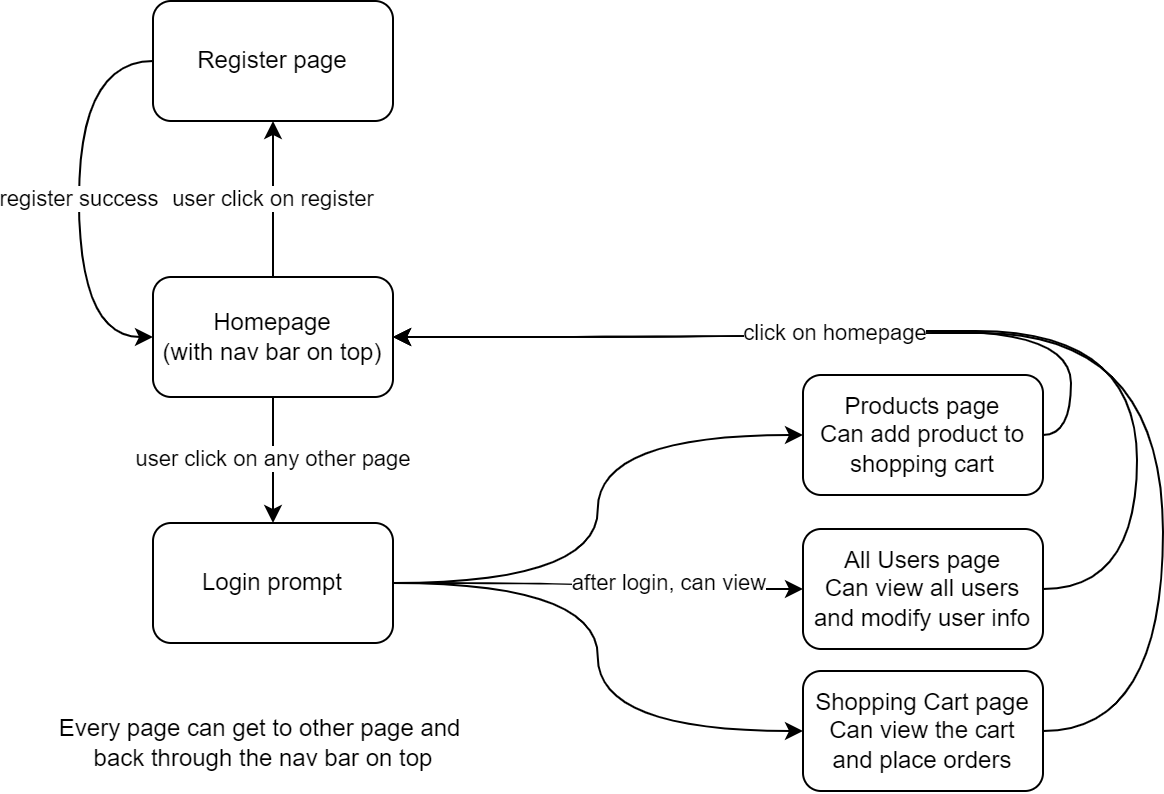 Register page
register success
user click on register
Homepage
(with nav bar on top)
click on homepage
Products page
Can add product to
shopping cart
user click on any other page
Login prompt
after login, can view
All Users page
Can view all users
and modify user info
Shopping Cart page
Can view the cart
and place orders
Every page can get to other page and
back through the nav bar on top